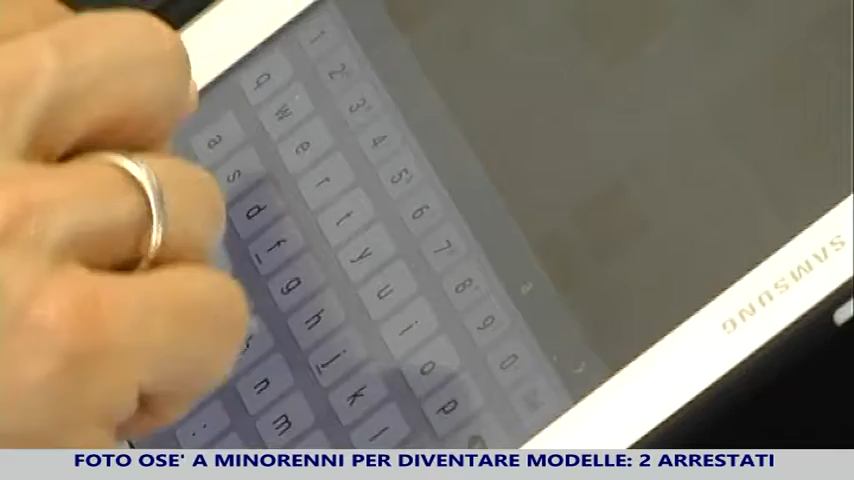 1 2 3 4 5 6 7 8 9 0
q w e r t y u i o p
a s d f g h j k l
n m
SAMSUNG
FOTO OSE' A MINORENNI PER DIVENTARE MODELLE: 2 ARRESTATI